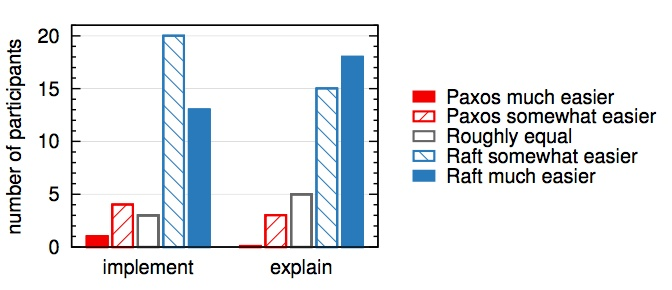 number of participants
20
15
10
5
0
implement
explain
Paxos much easier
Paxos somewhat easier
Roughly equal
Raft somewhat easier
Raft much easier